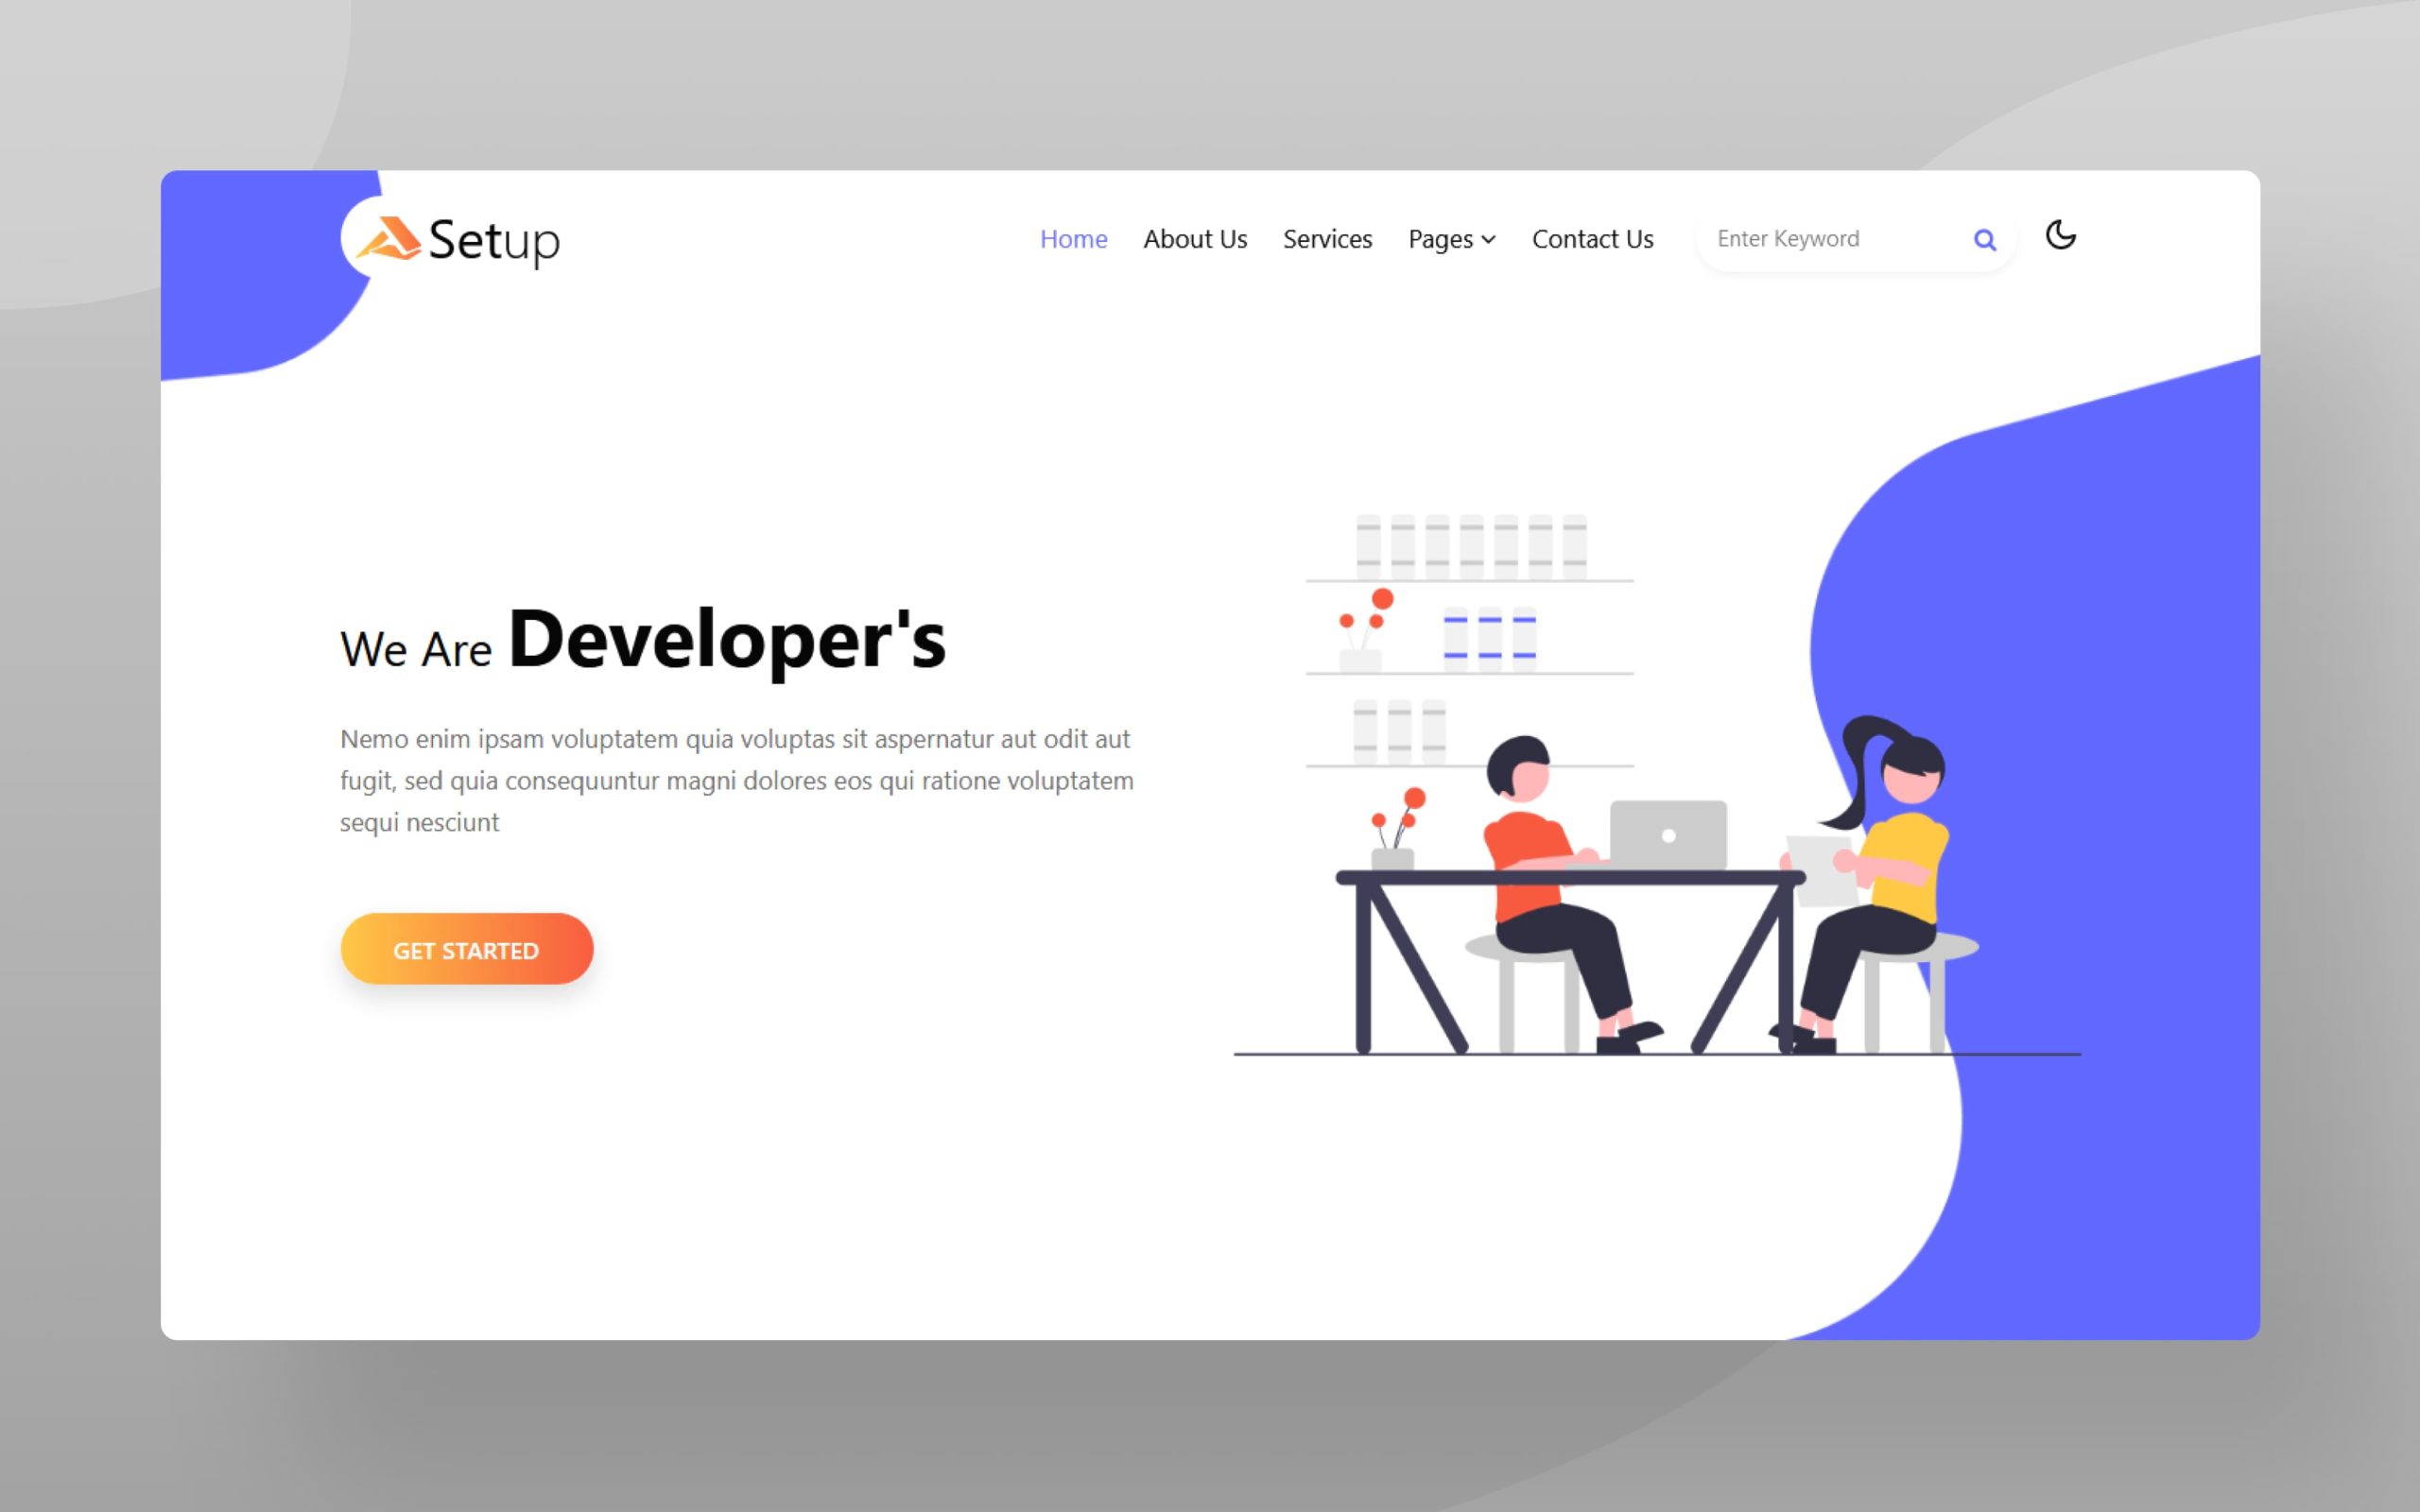 Setup
Home About Us Services Pages Contact Us Enter Keyword
We Are Developer's
Nemo enim ipsam voluptatem quia voluptas sit aspernatur aut odit aut
fugit, sed quia consequuntur magni dolores eos qui ratione voluptatem
sequi nesciunt
GET STARTED